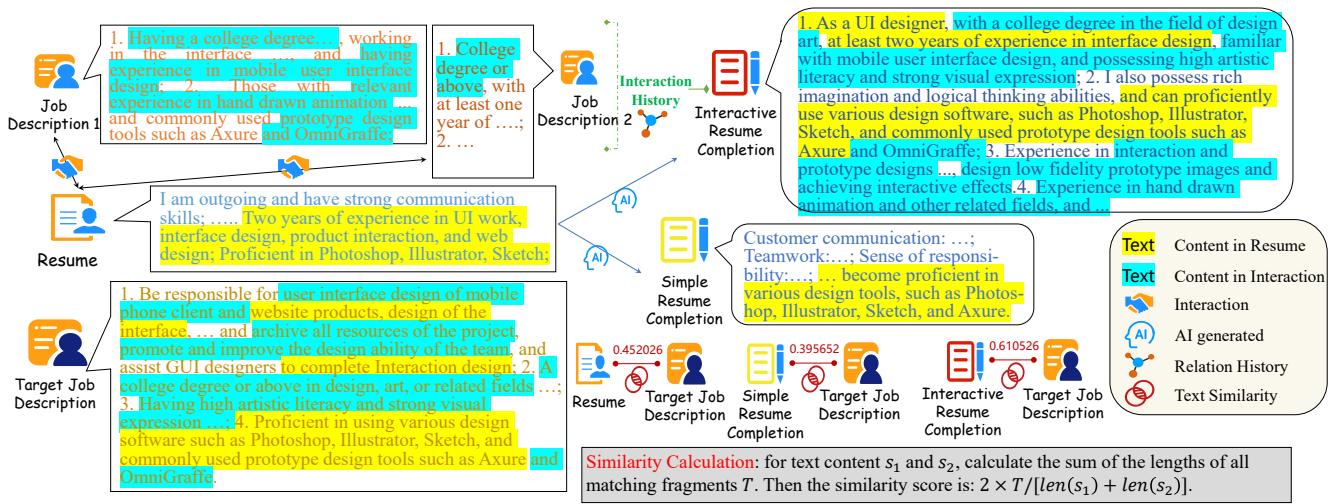 1. Having a college degree… , working
in the interface …, and having
experience in mobile user interface
design; 2. Those with relevant
experience in hand drawn animation ...
and commonly used prototype design
tools such as Axure and OmniGraffe;
Job
Description 1
1. College
degree or
above, with
at least one
year of ….;
2. …
Job
Description 2
Interaction
History
Interactive
Resume
Completion
1. As a UI designer, with a college degree in the field of design
art, at least two years of experience in interface design, familiar
with mobile user interface design, and possessing high artistic
literacy and strong visual expression; 2. I also possess rich
imagination and logical thinking abilities, and can proficiently
use various design software, such as Photoshop, Illustrator,
Sketch, and commonly used prototype design tools such as
Axure and OmniGraffe; 3. Experience in interaction and
prototype designs ..., design low fidelity prototype images and
achieving interactive effects.4. Experience in hand drawn
animation and other related fields, and ...
Resume
I am outgoing and have strong communication
skills; ….. Two years of experience in UI work,
interface design, product interaction, and web
design; Proficient in Photoshop, Illustrator, Sketch;
AI
AI
Simple
Resume
Completion
Customer communication: …;
Teamwork:…; Sense of responsi-
bility:…; … become proficient in
various design tools, such as Photos-
hop, Illustrator, Sketch, and Axure.
Target Job
Description
1. Be responsible for user interface design of mobile
phone client and website products, design of the
interface, … and archive all resources of the project,
promote and improve the design ability of the team, and
assist GUI designers to complete Interaction design; 2. A
college degree or above in design, art, or related fields …;
3. Having high artistic literacy and strong visual
expression …; 4. Proficient in using various design
software such as Photoshop, Illustrator, Sketch, and
commonly used prototype design tools such as Axure and
OmniGraffe.
0.452026
Resume
Target Job
Description
0.395652
Simple
Resume
Completion
Target Job
Description
0.610526
Interactive
Resume
Completion
Target Job
Description
Text Content in Resume
Text Content in Interaction
Interaction
AI AI generated
Relation History
Text Similarity
Similarity Calculation: for text content s₁ and s₂, calculate the sum of the lengths of all
matching fragments T. Then the similarity score is: 2 × T/[len(s₁) + len(s₂)].